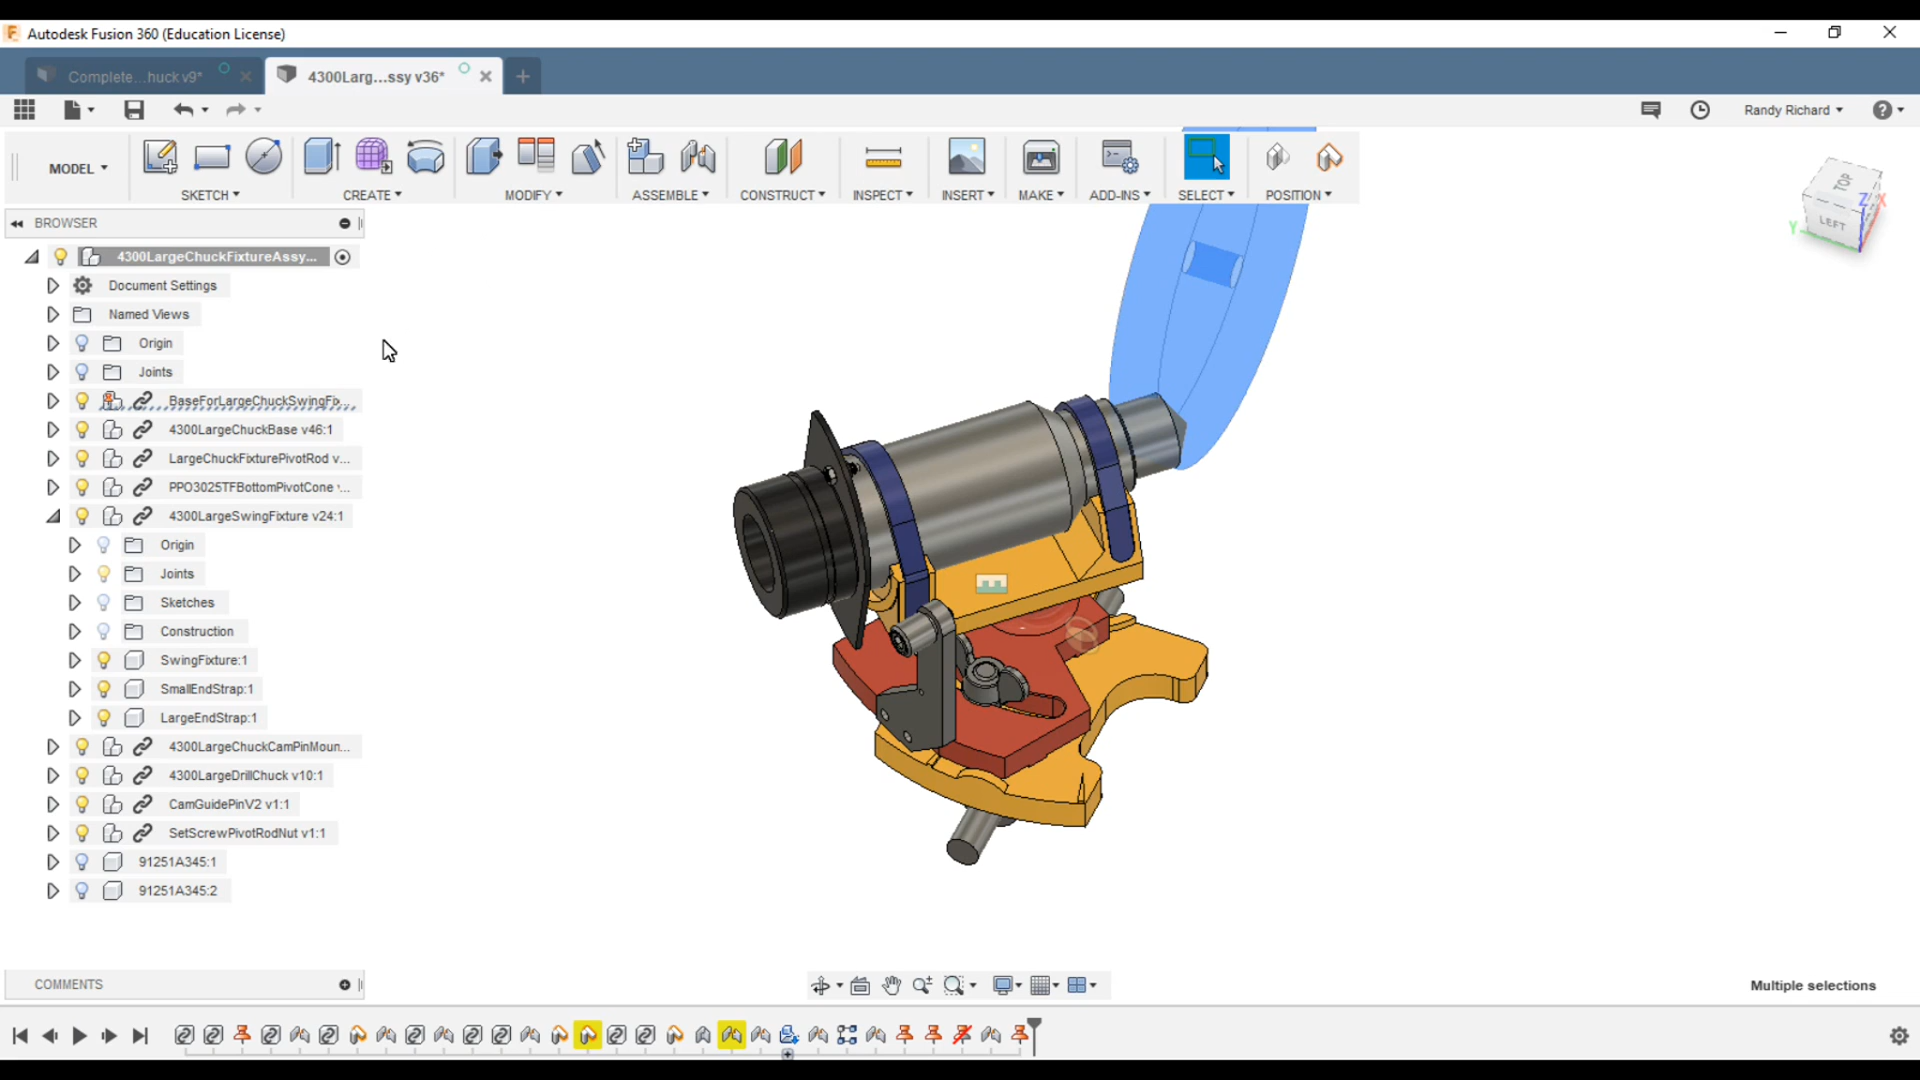 Autodesk Fusion 360 (Education License)
Complete...huck v9*
4300Larg...ssy v36*
Randy Richard
MODEL
SKETCH
CREATE
MODIFY
ASSEMBLE
CONSTRUCT
INSPECT
INSERT
MAKE
ADD-INS
SELECT
POSITION
TOP
LEFT
Z
X
Y
BROWSER
4300LargeChuckFixtureAssy...
Document Settings
Named Views
Origin
Joints
BaseForLargeChuckSwingFix...
4300LargeChuckBase v46:1
LargeChuckFixturePivotRod v...
PPO3025TFBottomPivotCone v...
4300LargeSwingFixture v24:1
Origin
Joints
Sketches
Construction
SwingFixture:1
SmallEndStrap:1
LargeEndStrap:1
4300LargeChuckCamPinMoun...
4300LargeDrillChuck v10:1
CamGuidePinV2 v1:1
SetScrewPivotRodNut v1:1
91251A345:1
91251A345:2
COMMENTS
Multiple selections